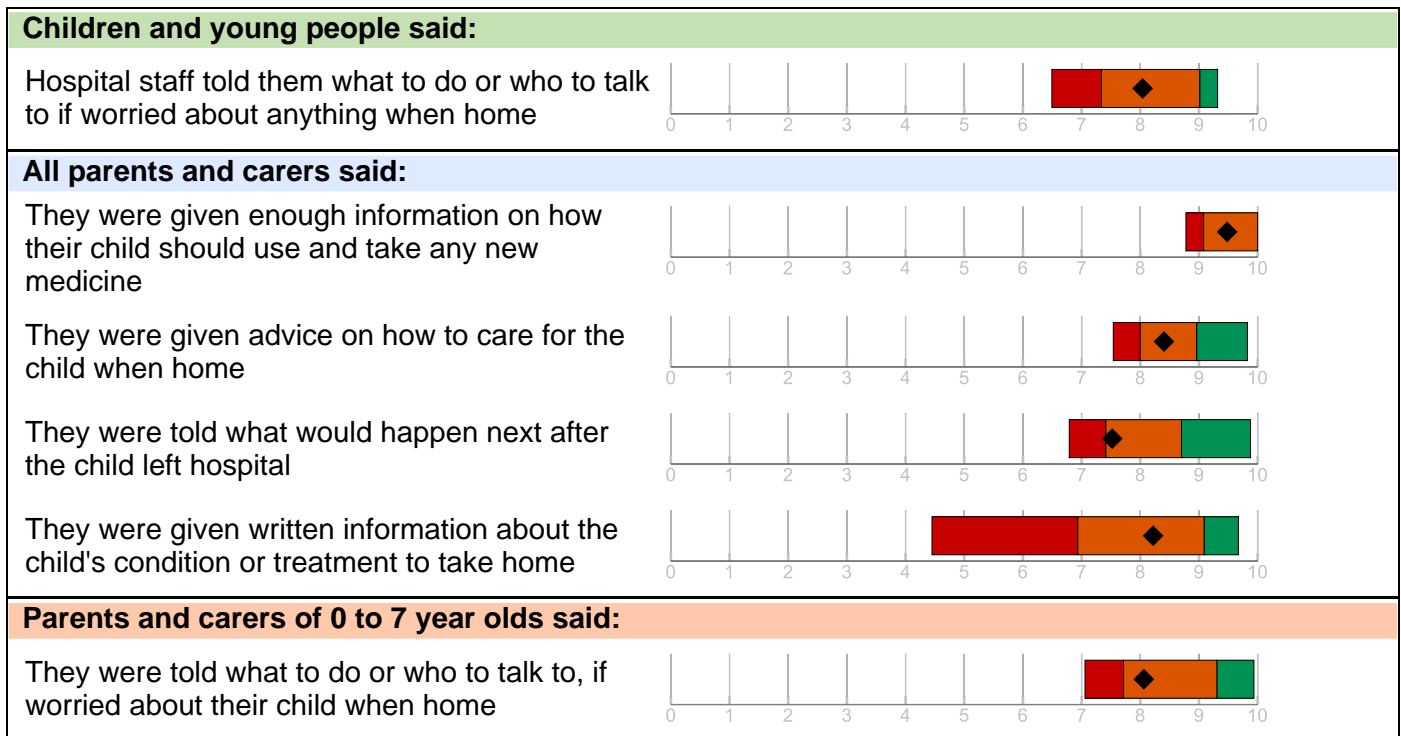 Children and young people said:
Hospital staff told them what to do or who to talk
to if worried about anything when home
0 1 2 3 4 5 6 7 8 9 10
All parents and carers said:
They were given enough information on how
their child should use and take any new
medicine
0 1 2 3 4 5 6 7 8 9 10
They were given advice on how to care for the
child when home
0 1 2 3 4 5 6 7 8 9 10
They were told what would happen next after
the child left hospital
0 1 2 3 4 5 6 7 8 9 10
They were given written information about the
child's condition or treatment to take home
0 1 2 3 4 5 6 7 8 9 10
Parents and carers of 0 to 7 year olds said:
They were told what to do or who to talk to, if
worried about their child when home
0 1 2 3 4 5 6 7 8 9 10